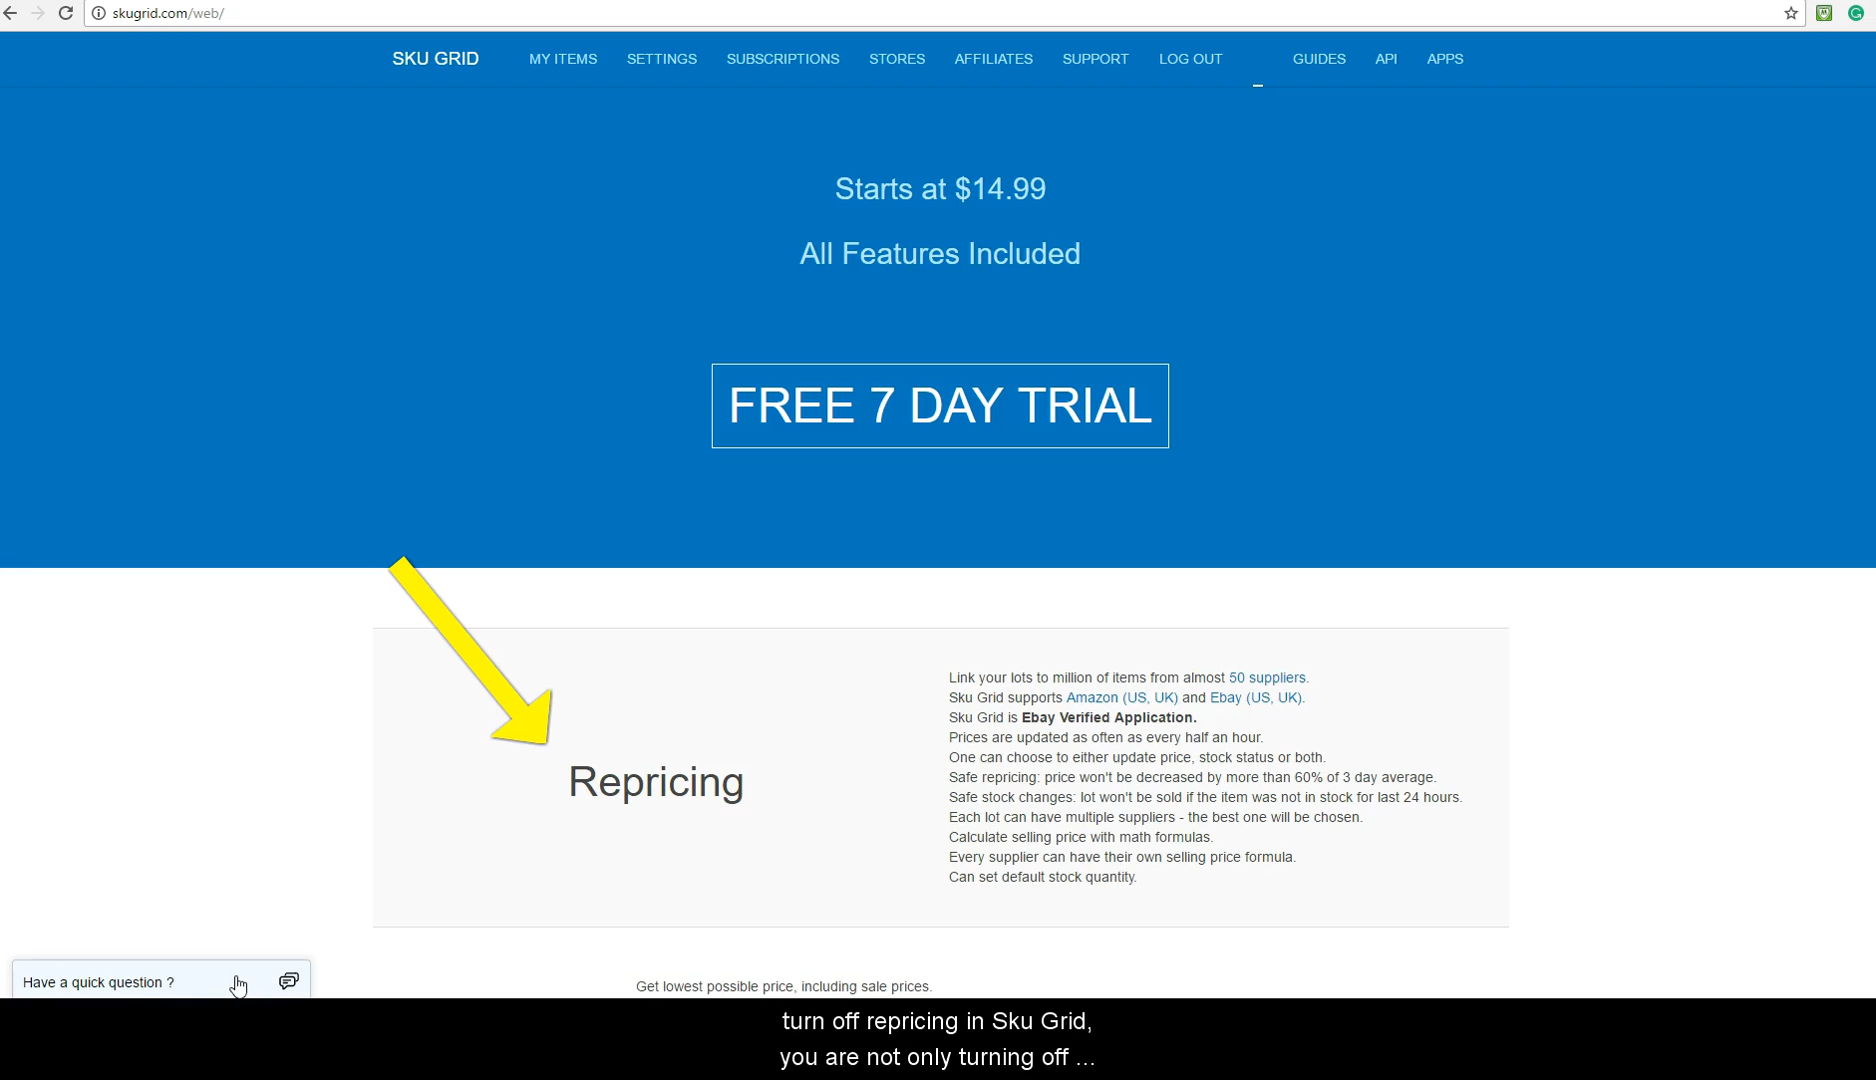 skugrid.com/web/
SKU GRID MY ITEMS SETTINGS SUBSCRIPTIONS STORES AFFILIATES SUPPORT LOG OUT GUIDES API APPS
Starts at $14.99
All Features Included
FREE 7 DAY TRIAL
Repricing
Link your lots to million of items from almost 50 suppliers.
Sku Grid supports Amazon (US, UK) and Ebay (US, UK).
Sku Grid is Ebay Verified Application.
Prices are updated as often as every half an hour.
One can choose to either update price, stock status or both.
Safe repricing: price won't be decreased by more than 60% of 3 day average.
Safe stock changes: lot won't be sold if the item was not in stock for last 24 hours.
Each lot can have multiple suppliers - the best one will be chosen.
Calculate selling price with math formulas.
Every supplier can have their own selling price formula.
Can set default stock quantity.
Have a quick question ?
Get lowest possible price, including sale prices.
turn off repricing in Sku Grid,
you are not only turning off ...